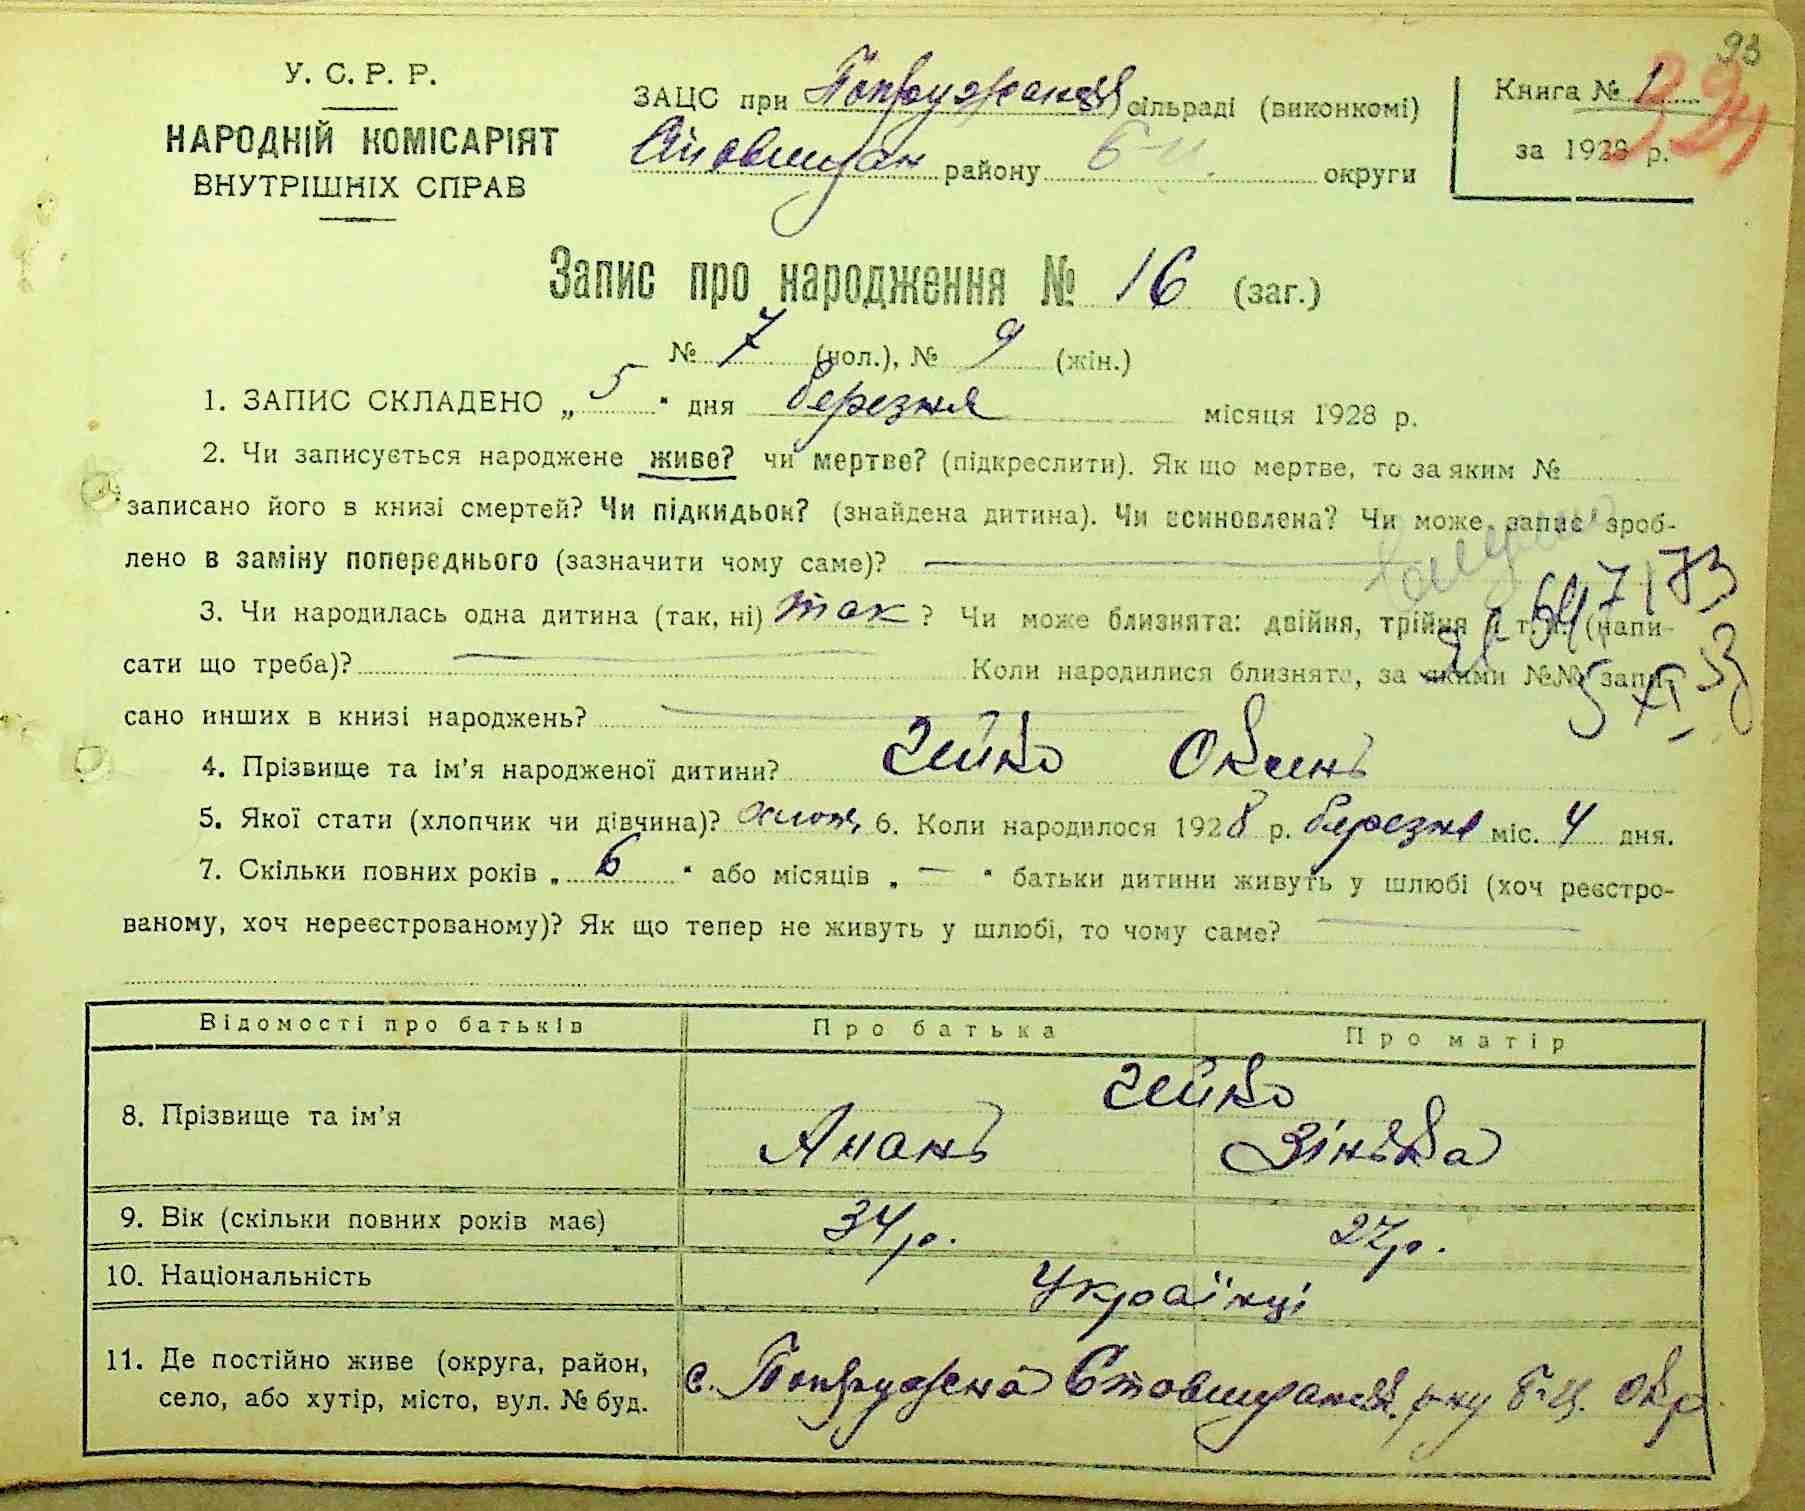 93
У. С. Р. Р.
НАРОДНІЙ КОМІСАРІЯТ
ВНУТРІШНІХ СПРАВ
ЗАЦС при Попружанській сільраді (виконкомі)
Ставищан району Б-Ц. округи
Книга № 1
за 1928 р.
Запис про народження № 16 (заг.)
№ 7 (чол.), № 9 (жін.)
1. ЗАПИС СКЛАДЕНО „ 5 " дня березня місяця 1928 р.
2. Чи записується народжене живе? чи мертве? (підкреслити). Як що мертве, то за яким №
записано його в книзі смертей? Чи підкидьок? (знайдена дитина). Чи всиновлена? Чи може, запис зроб-
лено в заміну попереднього (зазначити чому саме)?
3. Чи народилась одна дитина (так, ні) так ? Чи може близнята: двійня, трійня і т. и. (напи-
сати що треба)? Коли народилися близнята, за якими №№ запи-
сано инших в книзі народжень?
4. Прізвище та ім'я народженої дитини? Чейко
5. Якої стати (хлопчик чи дівчина)? хлопч. 6. Коли народилося 1928 р. березня міс. 4 дня.
7. Скільки повних років „ 6 " або місяців „ — " батьки дитини живуть у шлюбі (хоч реєстро-
ваному, хоч нереєстрованому)? Як що тепер не живуть у шлюбі, то чому саме?
Відомості про батьків Про батька Про матір
8. Прізвище та ім'я Чейко
Анань Зінька
9. Вік (скільки повних років має) 34 р. 27 р.
10. Національність Українці
11. Де постійно живе (округа, район,
село, або хутір, місто, вул. № буд.
с. Попружена Ставищанськ. р-ну Б-Ц. окр.